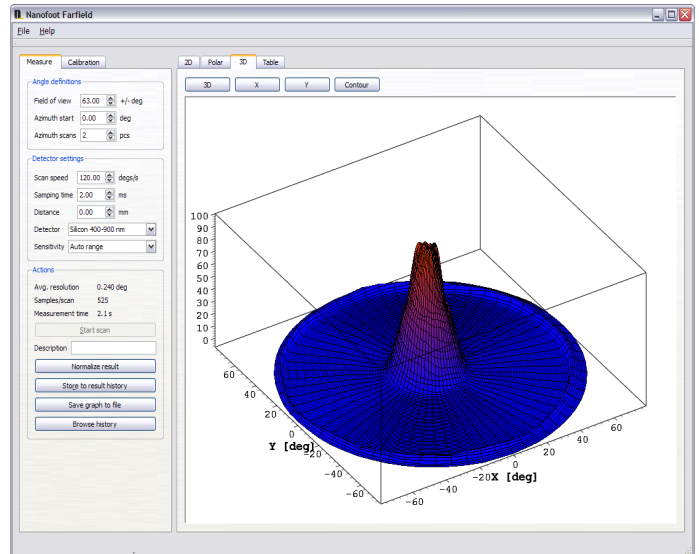 Nanofoot Farfield
File Help
Measure Calibration
Angle definitions
Field of view 63.00 +/- deg
Azimuth start 0.00 deg
Azimuth scans 2 pcs
Detector settings
Scan speed 120.00 degs/s
Samping time 2.00 ms
Distance 0.00 mm
Detector Silicon 400-900 nm
Sensitivity Auto range
Actions
Avg. resolution 0.240 deg
Samples/scan 525
Measurement time 2.1 s
Start scan
Description
Normalize result
Store to result history
Save graph to file
Browse history
2D Polar 3D Table
3D X Y Contour
100
90
80
70
60
50
40
30
20
10
0
60
40
20
0
-20
-40
-60
Y [deg]
-60
-40
-20
0
20
40
60
X [deg]